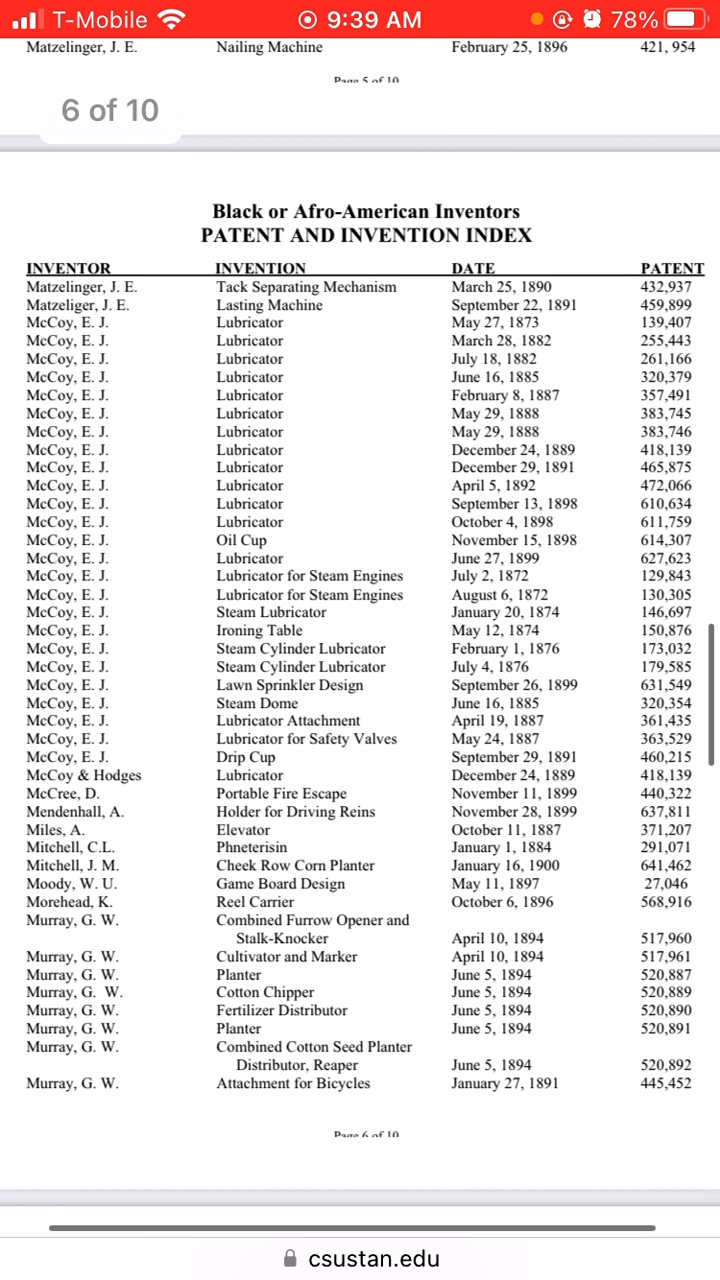 T-Mobile 9:39 AM 78%
Matzelinger, J. E. Nailing Machine February 25, 1896 421, 954
Page 5 of 10
6 of 10
Black or Afro-American Inventors
PATENT AND INVENTION INDEX
INVENTOR INVENTION DATE PATENT
Matzelinger, J. E. Tack Separating Mechanism March 25, 1890 432,937
Matzeliger, J. E. Lasting Machine September 22, 1891 459,899
McCoy, E. J. Lubricator May 27, 1873 139,407
McCoy, E. J. Lubricator March 28, 1882 255,443
McCoy, E. J. Lubricator July 18, 1882 261,166
McCoy, E. J. Lubricator June 16, 1885 320,379
McCoy, E. J. Lubricator February 8, 1887 357,491
McCoy, E. J. Lubricator May 29, 1888 383,745
McCoy, E. J. Lubricator May 29, 1888 383,746
McCoy, E. J. Lubricator December 24, 1889 418,139
McCoy, E. J. Lubricator December 29, 1891 465,875
McCoy, E. J. Lubricator April 5, 1892 472,066
McCoy, E. J. Lubricator September 13, 1898 610,634
McCoy, E. J. Lubricator October 4, 1898 611,759
McCoy, E. J. Oil Cup November 15, 1898 614,307
McCoy, E. J. Lubricator June 27, 1899 627,623
McCoy, E. J. Lubricator for Steam Engines July 2, 1872 129,843
McCoy, E. J. Lubricator for Steam Engines August 6, 1872 130,305
McCoy, E. J. Steam Lubricator January 20, 1874 146,697
McCoy, E. J. Ironing Table May 12, 1874 150,876
McCoy, E. J. Steam Cylinder Lubricator February 1, 1876 173,032
McCoy, E. J. Steam Cylinder Lubricator July 4, 1876 179,585
McCoy, E. J. Lawn Sprinkler Design September 26, 1899 631,549
McCoy, E. J. Steam Dome June 16, 1885 320,354
McCoy, E. J. Lubricator Attachment April 19, 1887 361,435
McCoy, E. J. Lubricator for Safety Valves May 24, 1887 363,529
McCoy, E. J. Drip Cup September 29, 1891 460,215
McCoy & Hodges Lubricator December 24, 1889 418,139
McCree, D. Portable Fire Escape November 11, 1899 440,322
Mendenhall, A. Holder for Driving Reins November 28, 1899 637,811
Miles, A. Elevator October 11, 1887 371,207
Mitchell, C.L. Phneterisin January 1, 1884 291,071
Mitchell, J. M. Cheek Row Corn Planter January 16, 1900 641,462
Moody, W. U. Game Board Design May 11, 1897 27,046
Morehead, K. Reel Carrier October 6, 1896 568,916
Murray, G. W. Combined Furrow Opener and
Stalk-Knocker April 10, 1894 517,960
Murray, G. W. Cultivator and Marker April 10, 1894 517,961
Murray, G. W. Planter June 5, 1894 520,887
Murray, G. W. Cotton Chipper June 5, 1894 520,889
Murray, G. W. Fertilizer Distributor June 5, 1894 520,890
Murray, G. W. Planter June 5, 1894 520,891
Murray, G. W. Combined Cotton Seed Planter
Distributor, Reaper June 5, 1894 520,892
Murray, G. W. Attachment for Bicycles January 27, 1891 445,452
Page 6 of 10
csustan.edu